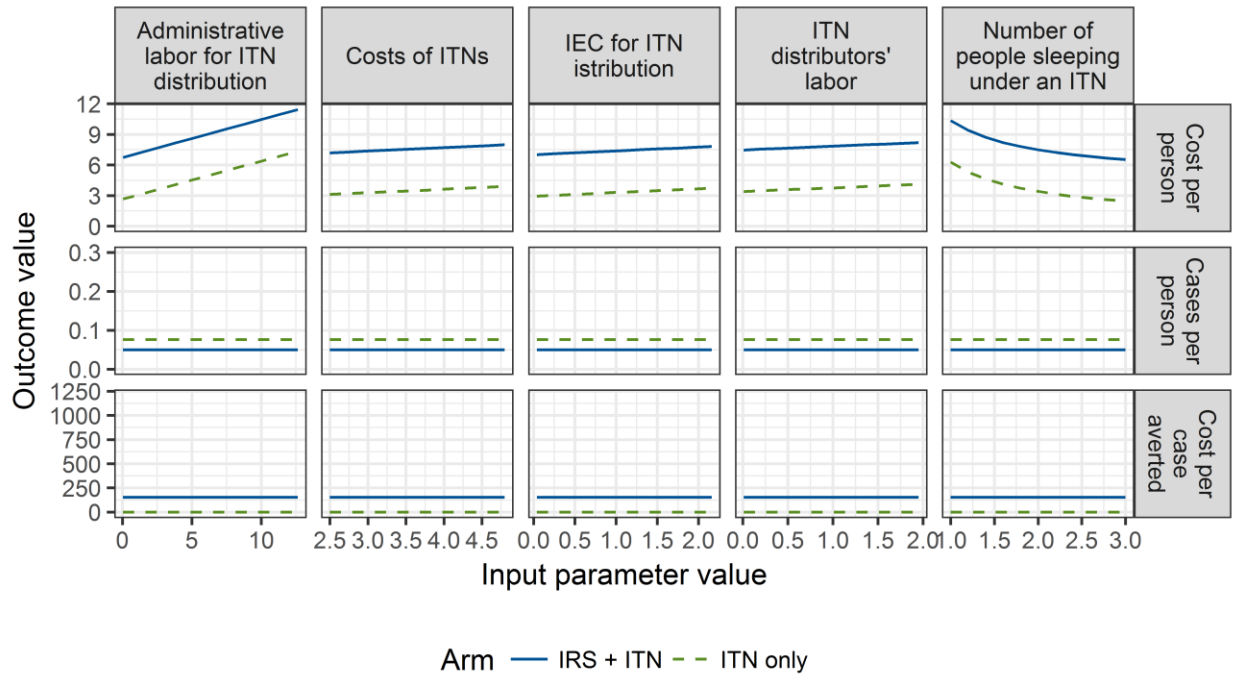 Administrative
labor for ITN
distribution
Costs of ITNs
IEC for ITN
istribution
ITN
distributors'
labor
Number of
people sleeping
under an ITN
12
9
6
3
0
Cost per
person
0.3
0.2
0.1
0.0
Cases per
person
1250
1000
750
500
250
0
Cost per
case
averted
Outcome value
0 5 10
2.5 3.0 3.5 4.0 4.5
0.0 0.5 1.0 1.5 2.0
0.0 0.5 1.0 1.5 2.0
1.0 1.5 2.0 2.5 3.0
Input parameter value
Arm IRS + ITN ITN only